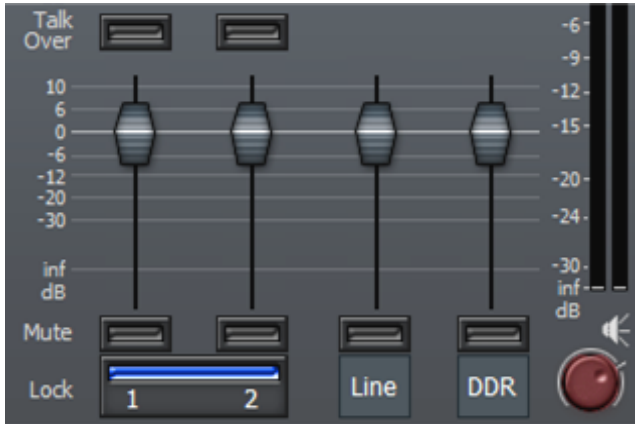 Talk
Over
10
6
0
-6
-12
-20
-30
inf
dB
-6
-9-
-12-
-15-
-20-
-24-
-30-
inf
dB
Mute
Lock
1
2
Line
DDR